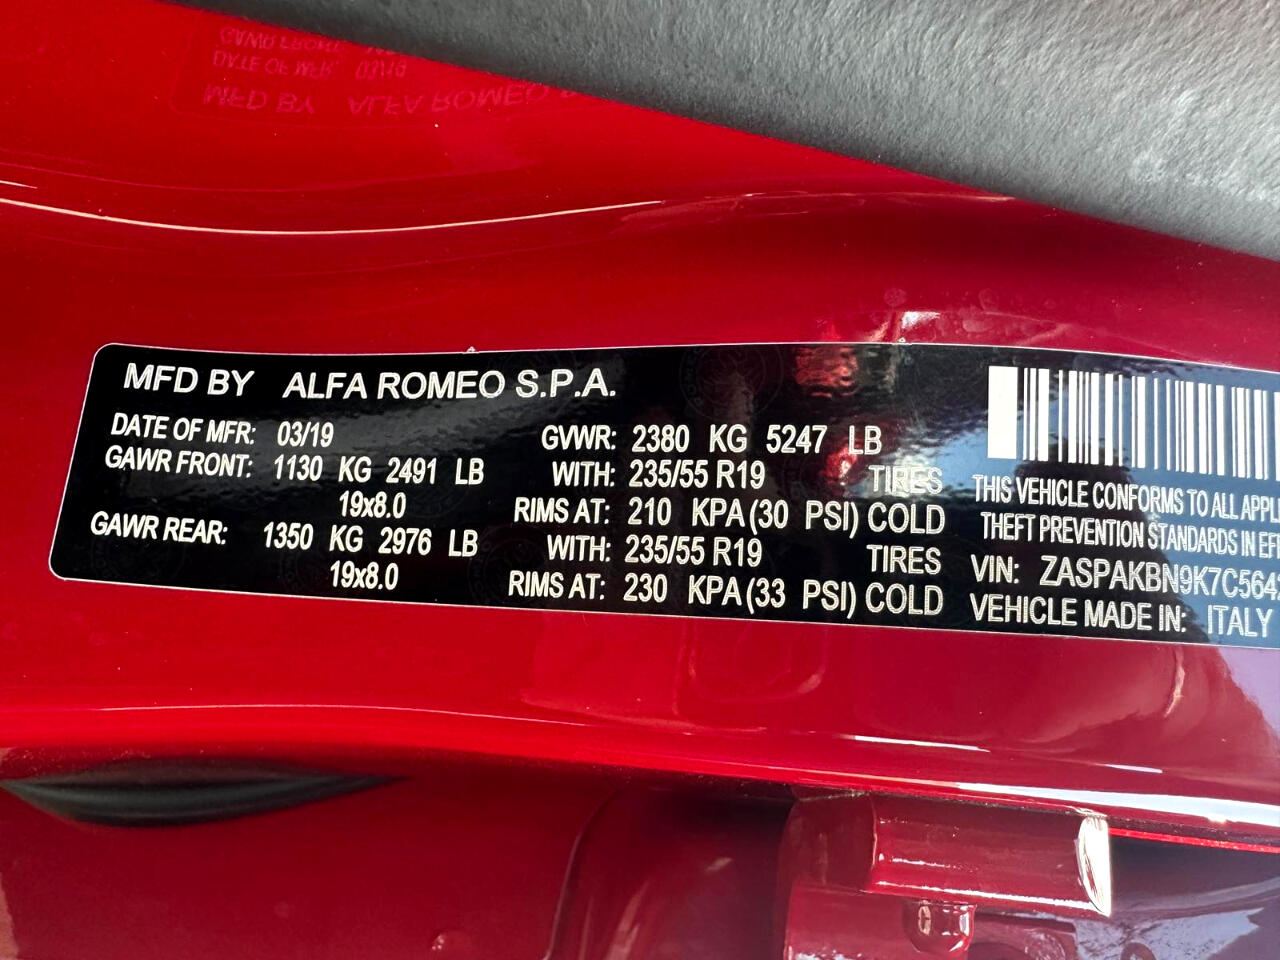 MFD BY ALFA ROMEO S.P.A.
DATE OF MFR: 03/19 GVWR: 2380 KG 5247 LB
GAWR FRONT: 1130 KG 2491 LB WITH: 235/55 R19 TIRES
19x8.0 RIMS AT: 210 KPA (30 PSI) COLD
GAWR REAR: 1350 KG 2976 LB WITH: 235/55 R19 TIRES
19x8.0 RIMS AT: 230 KPA (33 PSI) COLD
THIS VEHICLE CONFORMS TO ALL
THEFT PREVENTION STANDARDS IN
VIN: ZASPAKBN9K7C564
VEHICLE MADE IN: ITALY